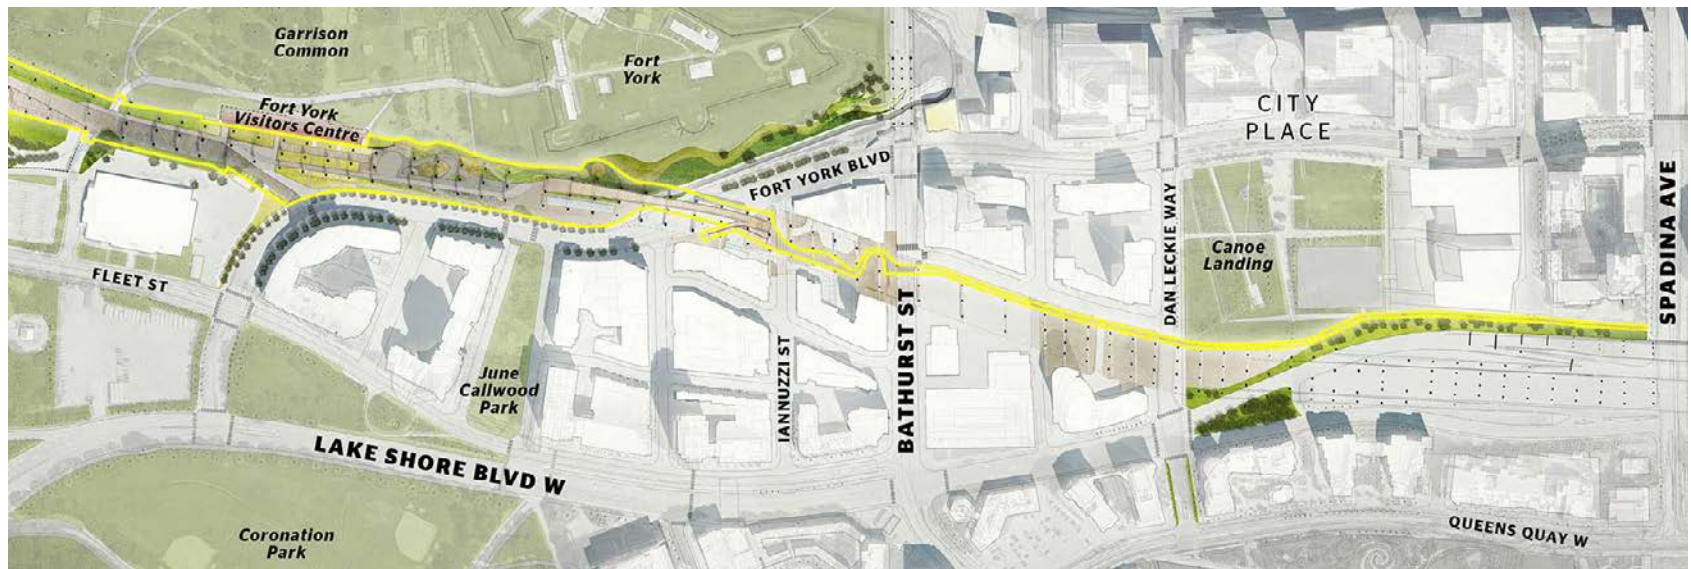 Garrison
Common
Fort
York
Fort York
Visitors Centre
CITY
PLACE
FORT YORK BLVD
DAN LECKIE WAY
SPADINA AVE
Canoe
Landing
FLEET ST
BATHURST ST
IANNUZZI ST
June
Callwood
Park
LAKE SHORE BLVD W
Coronation
Park
QUEENS QUAY W